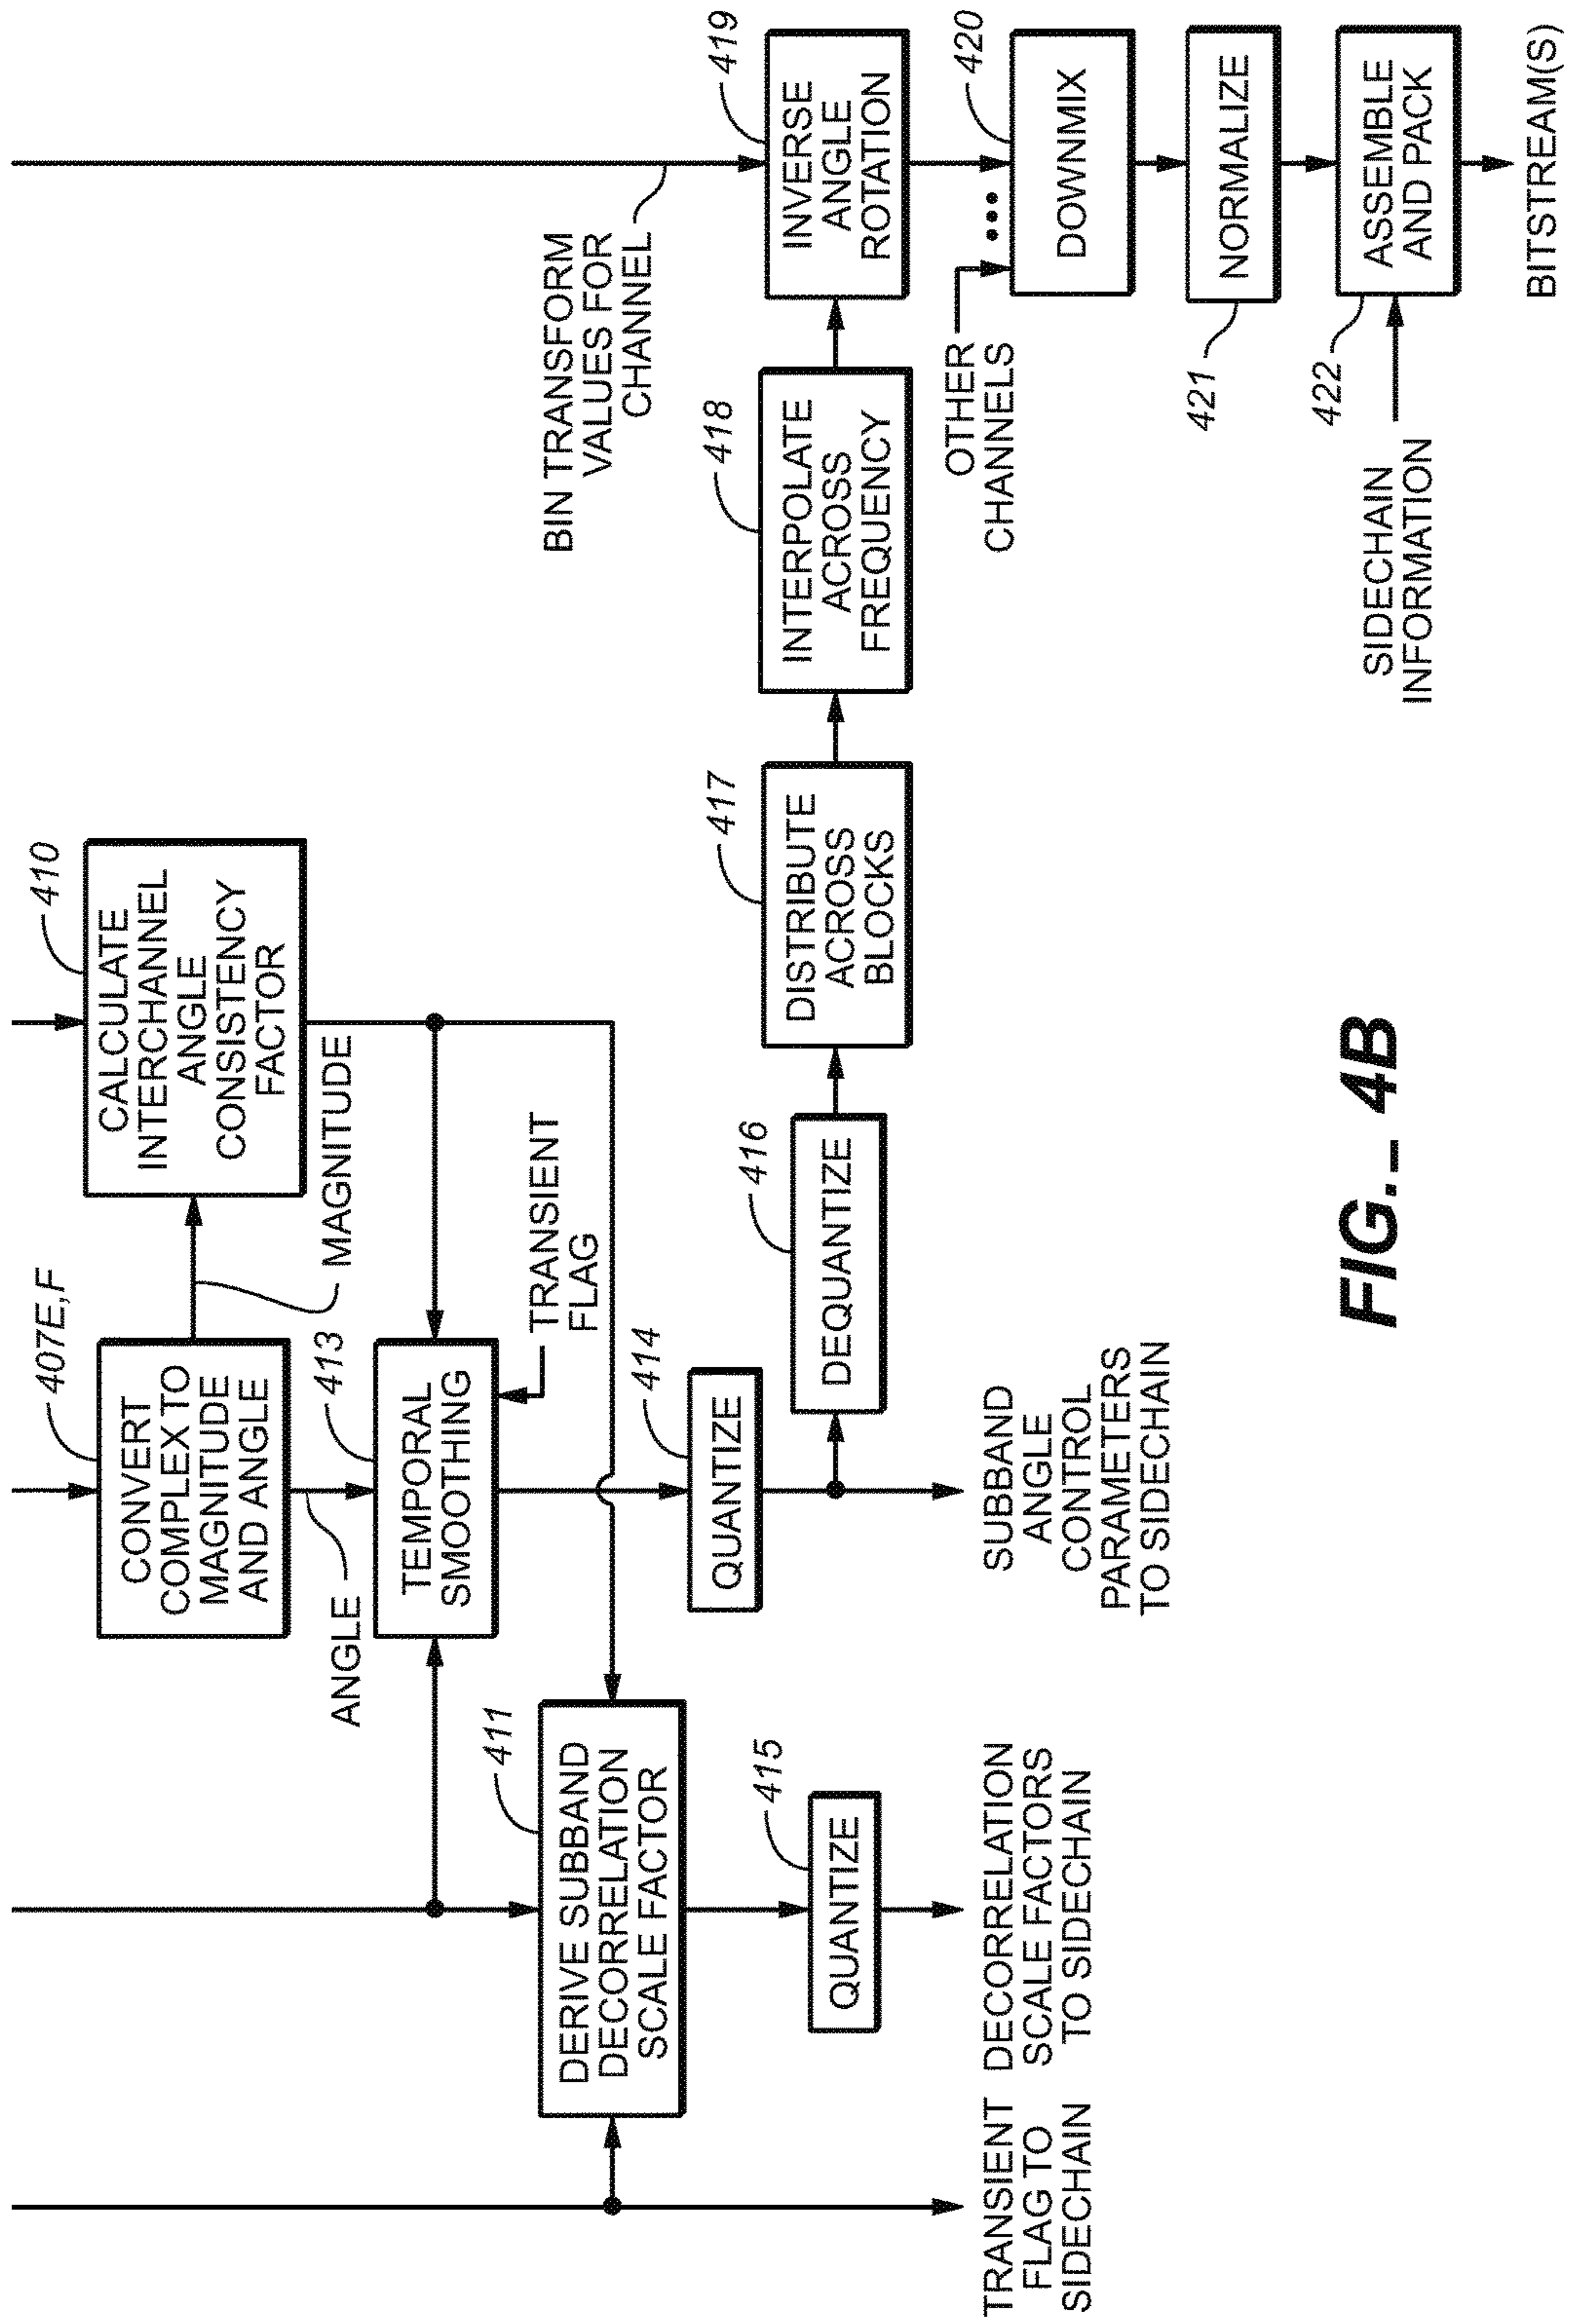 407E,F
CONVERT
COMPLEX TO
MAGNITUDE
AND ANGLE
410
CALCULATE
INTERCHANNEL
ANGLE
CONSISTENCY
FACTOR
MAGNITUDE
ANGLE
413
TEMPORAL
SMOOTHING
TRANSIENT
FLAG
411
DERIVE SUBBAND
DECORRELATION
SCALE FACTOR
414
QUANTIZE
415
QUANTIZE
416
DEQUANTIZE
417
DISTRIBUTE
ACROSS
BLOCKS
418
INTERPOLATE
ACROSS
FREQUENCY
BIN TRANSFORM
VALUES FOR
CHANNEL
419
INVERSE
ANGLE
ROTATION
OTHER
CHANNELS
420
DOWNMIX
421
NORMALIZE
422
ASSEMBLE
AND PACK
SIDECHAIN
INFORMATION
BITSTREAM(S)
TRANSIENT
FLAG TO
SIDECHAIN
DECORRELATION
SCALE FACTORS
TO SIDECHAIN
SUBBAND
ANGLE
CONTROL
PARAMETERS
TO SIDECHAIN
FIG._ 4B